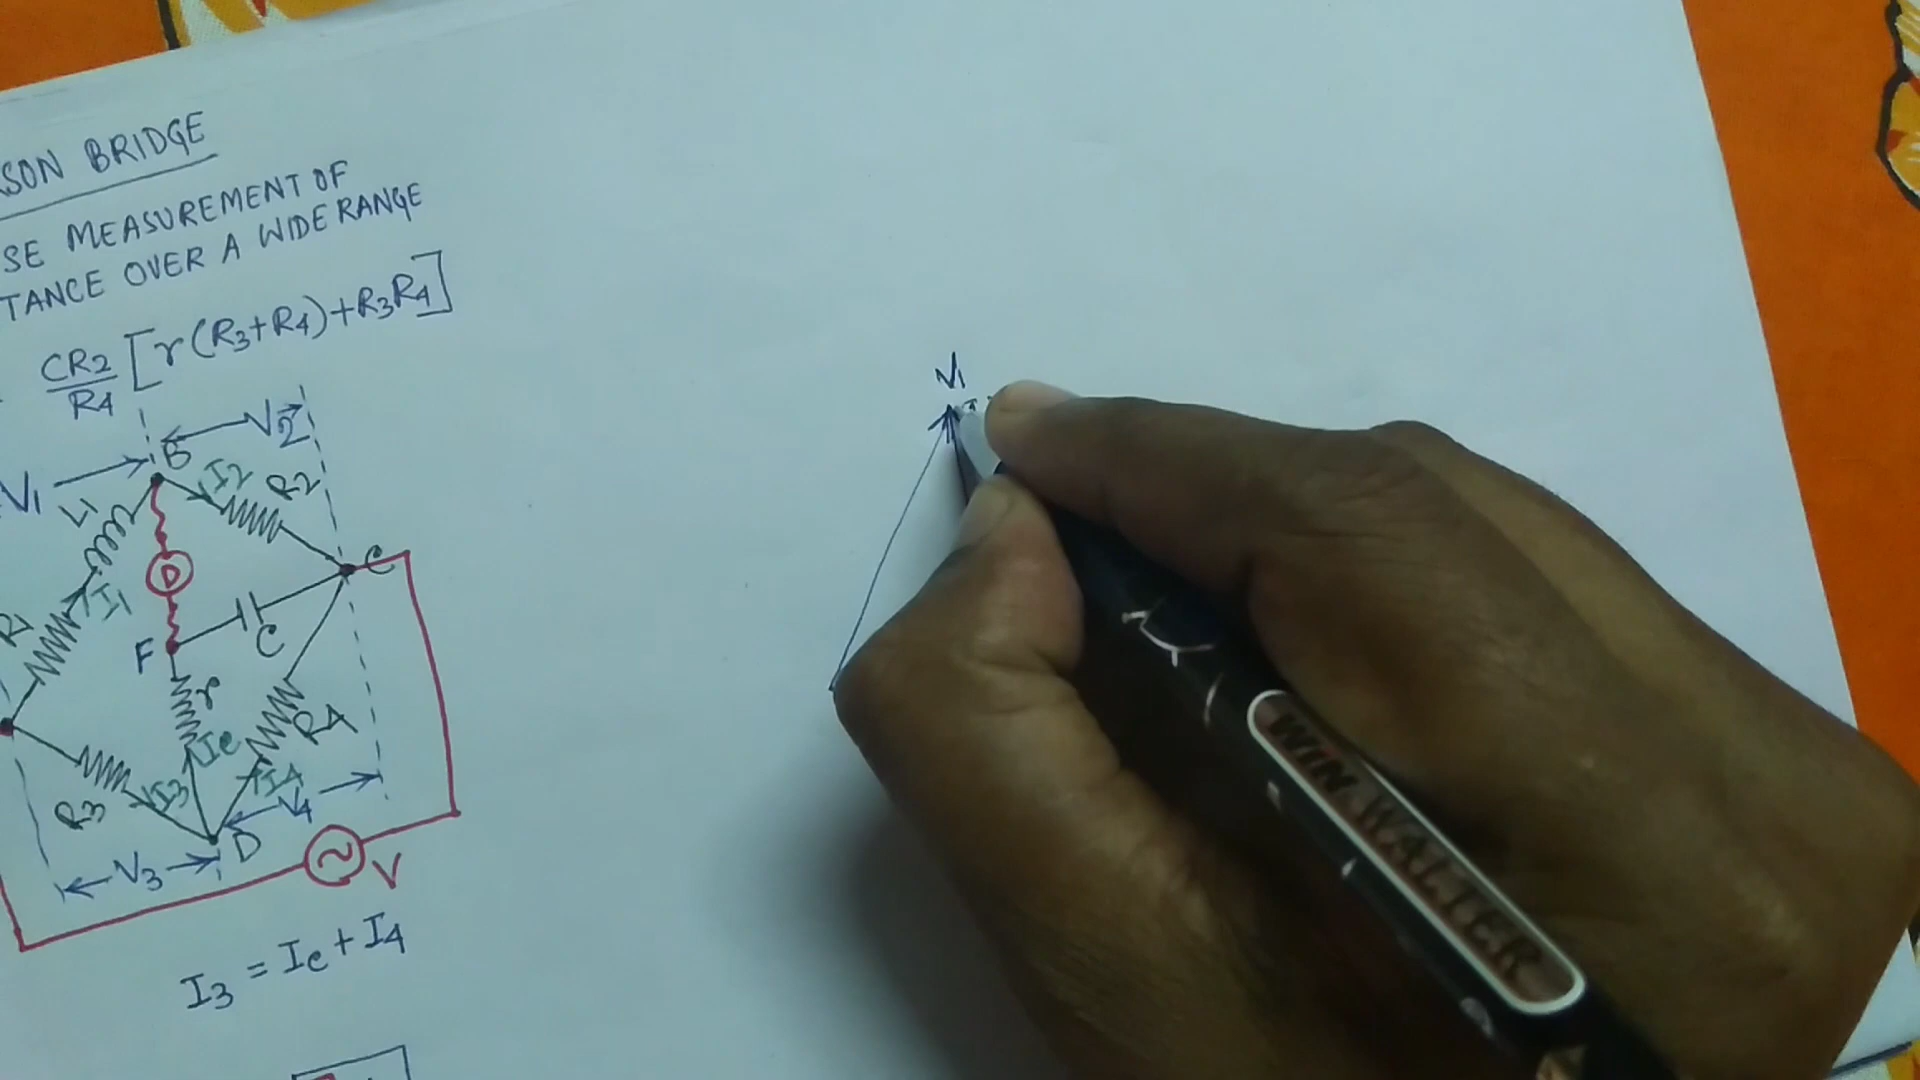 SON BRIDGE
SE MEASUREMENT OF
TANCE OVER A WIDE RANGE
CR2/R4 [r(R3+R4)+R3R4]
V2
V1
B
I2
R2
L1
D
C
I1
R1
F
C
r
Ic
R4
I4
I3
R3
V4
D
V3
V
I3 = Ic + I4
V1
WIN WALTER